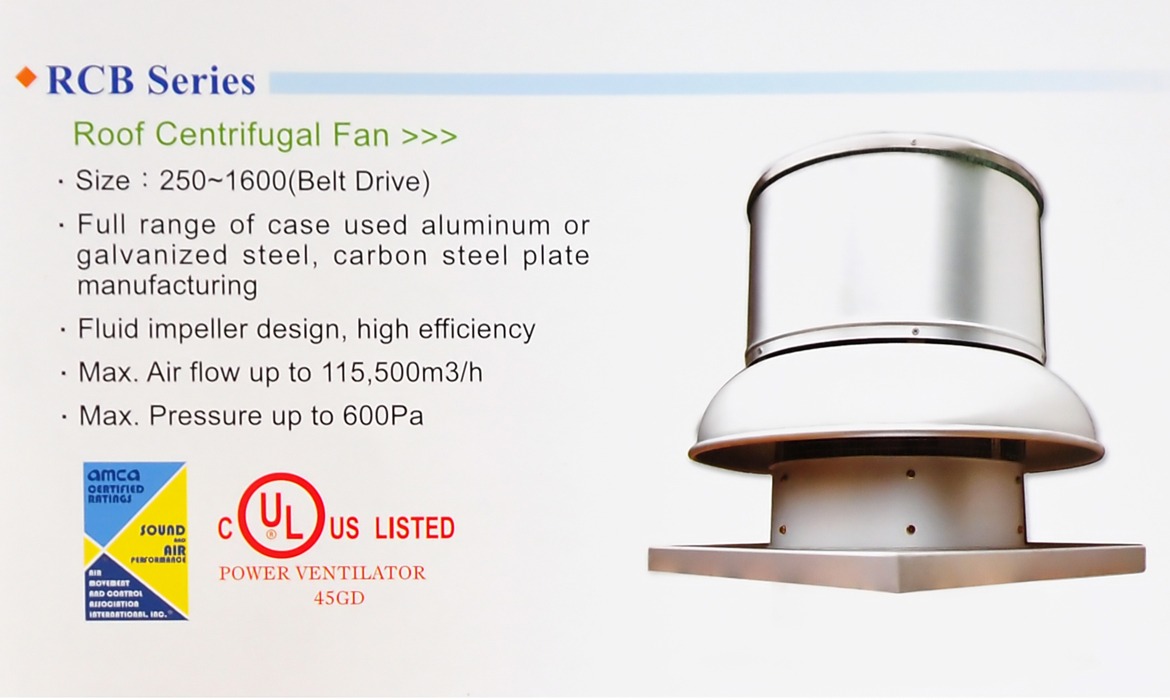 RCB Series
Roof Centrifugal Fan >>>
· Size : 250~1600(Belt Drive)
· Full range of case used aluminum or
galvanized steel, carbon steel plate
manufacturing
· Fluid impeller design, high efficiency
· Max. Air flow up to 115,500m3/h
· Max. Pressure up to 600Pa
amca
CERTIFIED
RATINGS
SOUND
AND
AIR
PERFORMANCE
AIR
MOVEMENT
AND CONTROL
ASSOCIATION
INTERNATIONAL, INC.®
C UL® US LISTED
POWER VENTILATOR
45GD